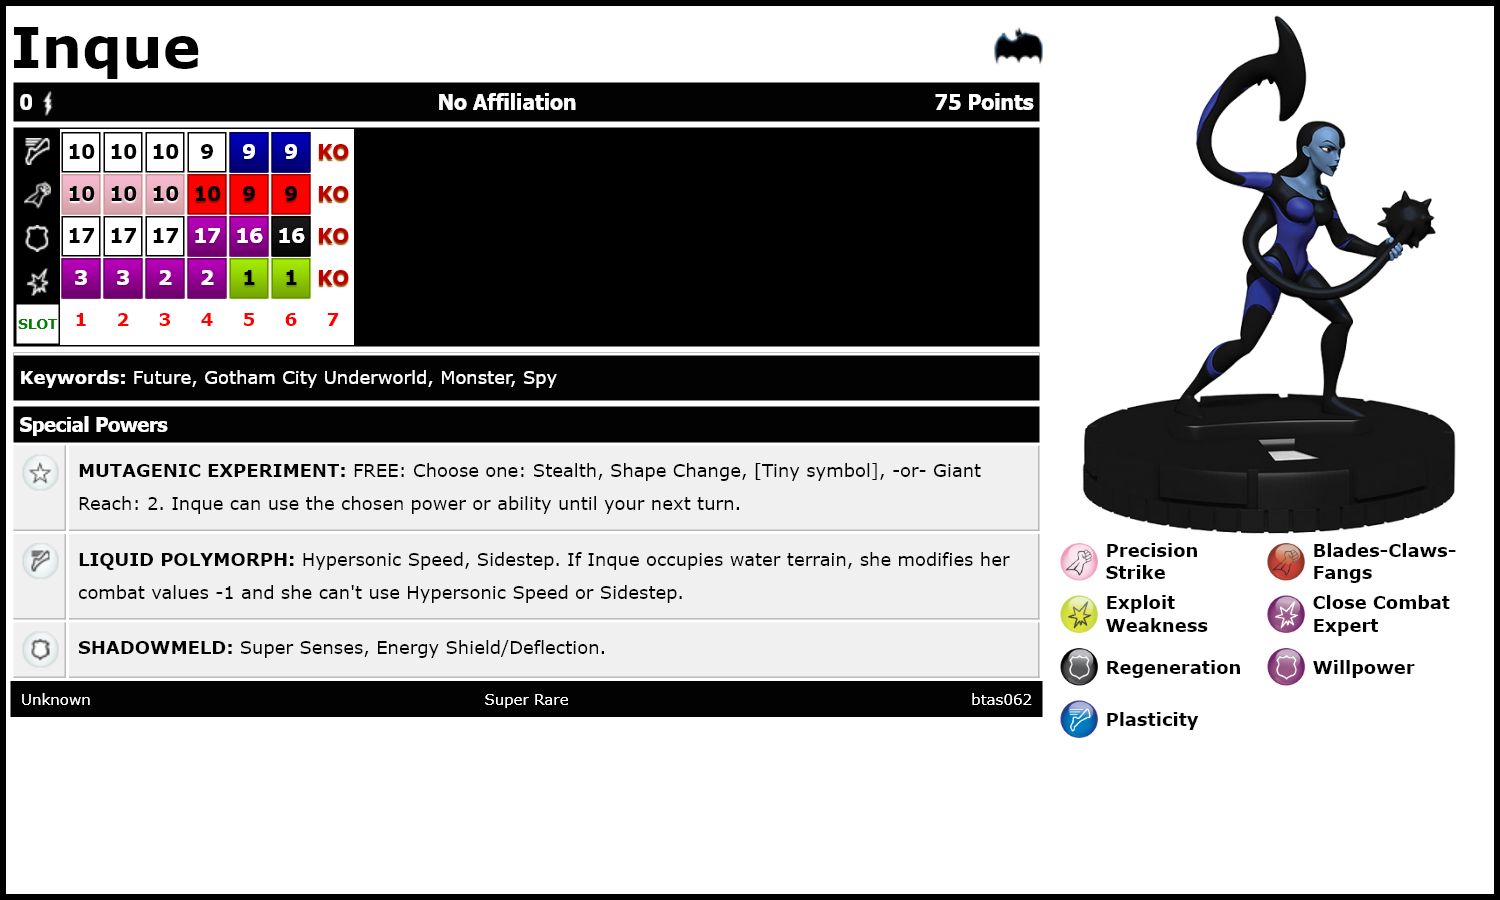 Inque
0 No Affiliation 75 Points
10 10 10 9 9 9 KO
10 10 10 10 9 9 KO
17 17 17 17 16 16 KO
3 3 2 2 1 1 KO
SLOT 1 2 3 4 5 6 7
Keywords: Future, Gotham City Underworld, Monster, Spy
Special Powers
MUTAGENIC EXPERIMENT: FREE: Choose one: Stealth, Shape Change, [Tiny symbol], -or- Giant
Reach: 2. Inque can use the chosen power or ability until your next turn.
LIQUID POLYMORPH: Hypersonic Speed, Sidestep. If Inque occupies water terrain, she modifies her
combat values -1 and she can't use Hypersonic Speed or Sidestep.
SHADOWMELD: Super Senses, Energy Shield/Deflection.
Unknown Super Rare btas062
Precision
Strike
Blades-Claws-
Fangs
Exploit
Weakness
Close Combat
Expert
Regeneration
Willpower
Plasticity